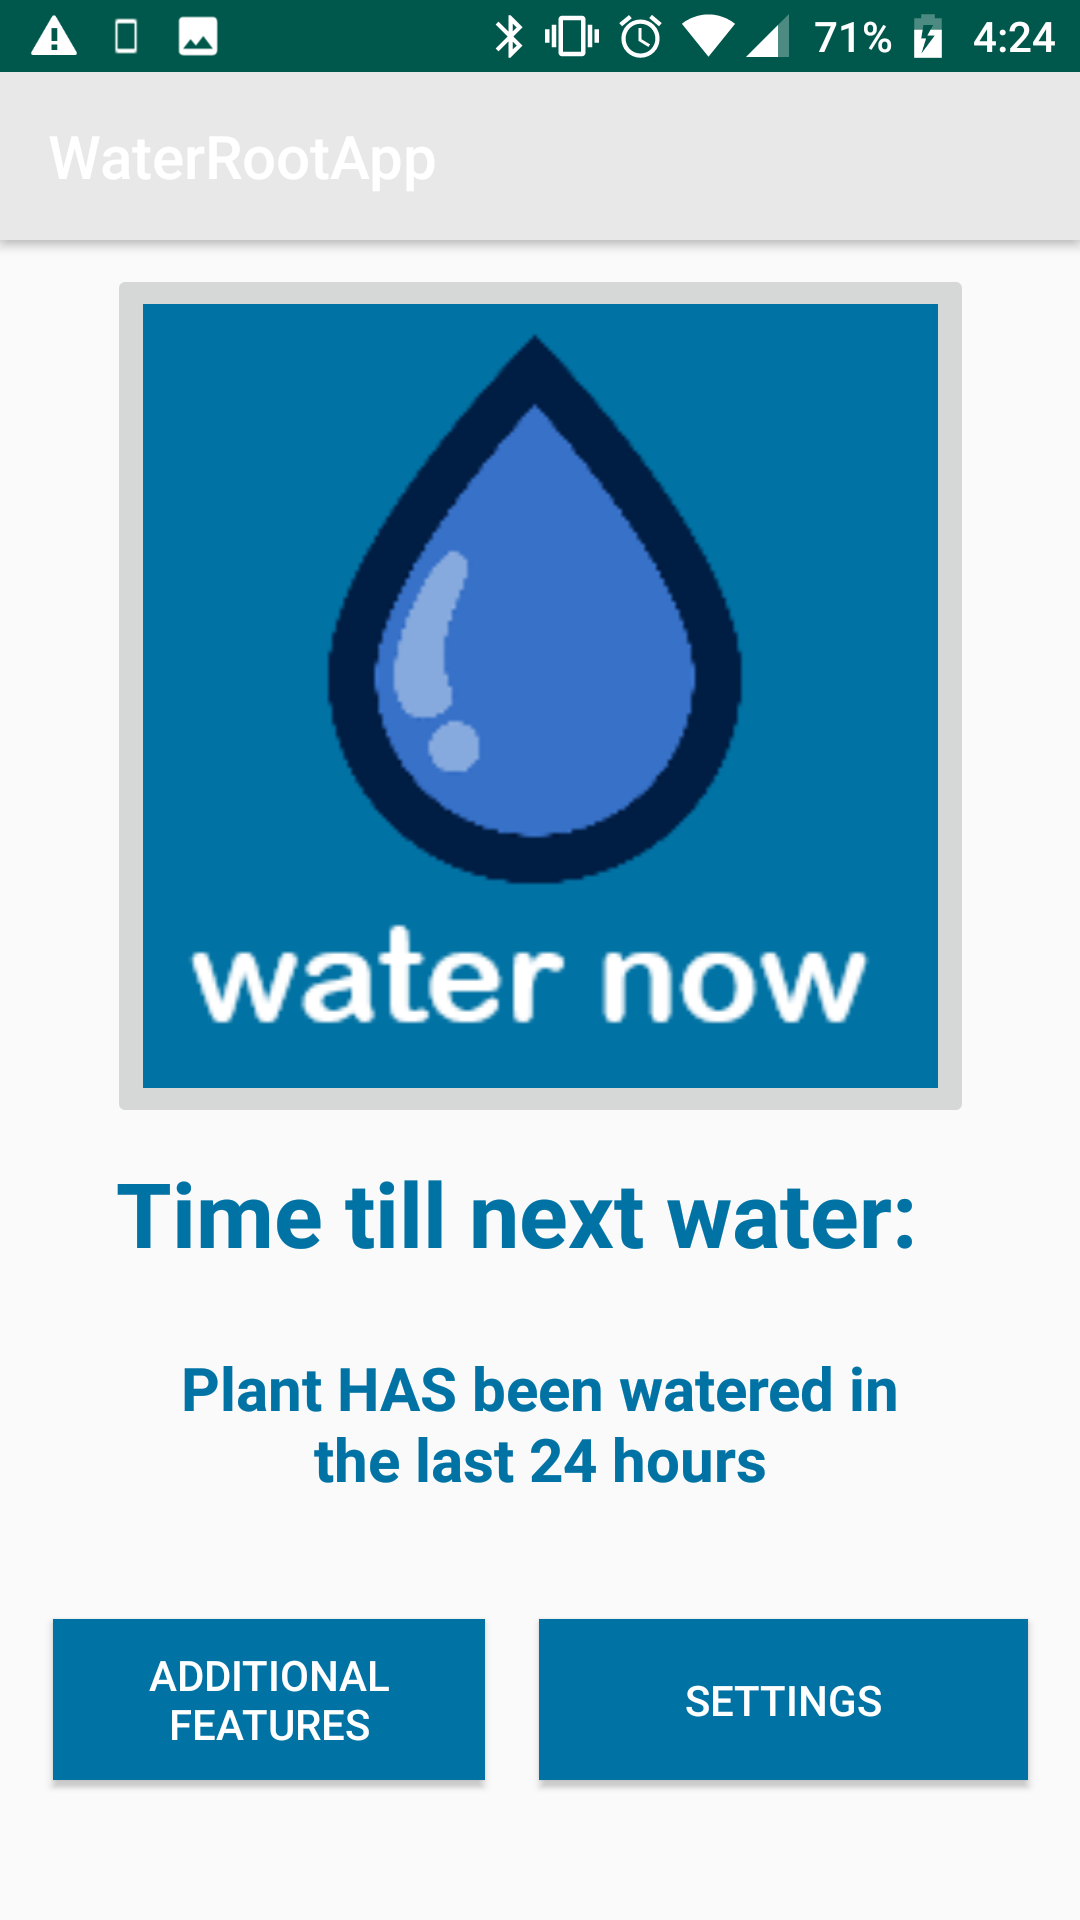 71% 4:24
WaterRootApp
water now
Time till next water:
Plant HAS been watered in
the last 24 hours
ADDITIONAL
FEATURES
SETTINGS